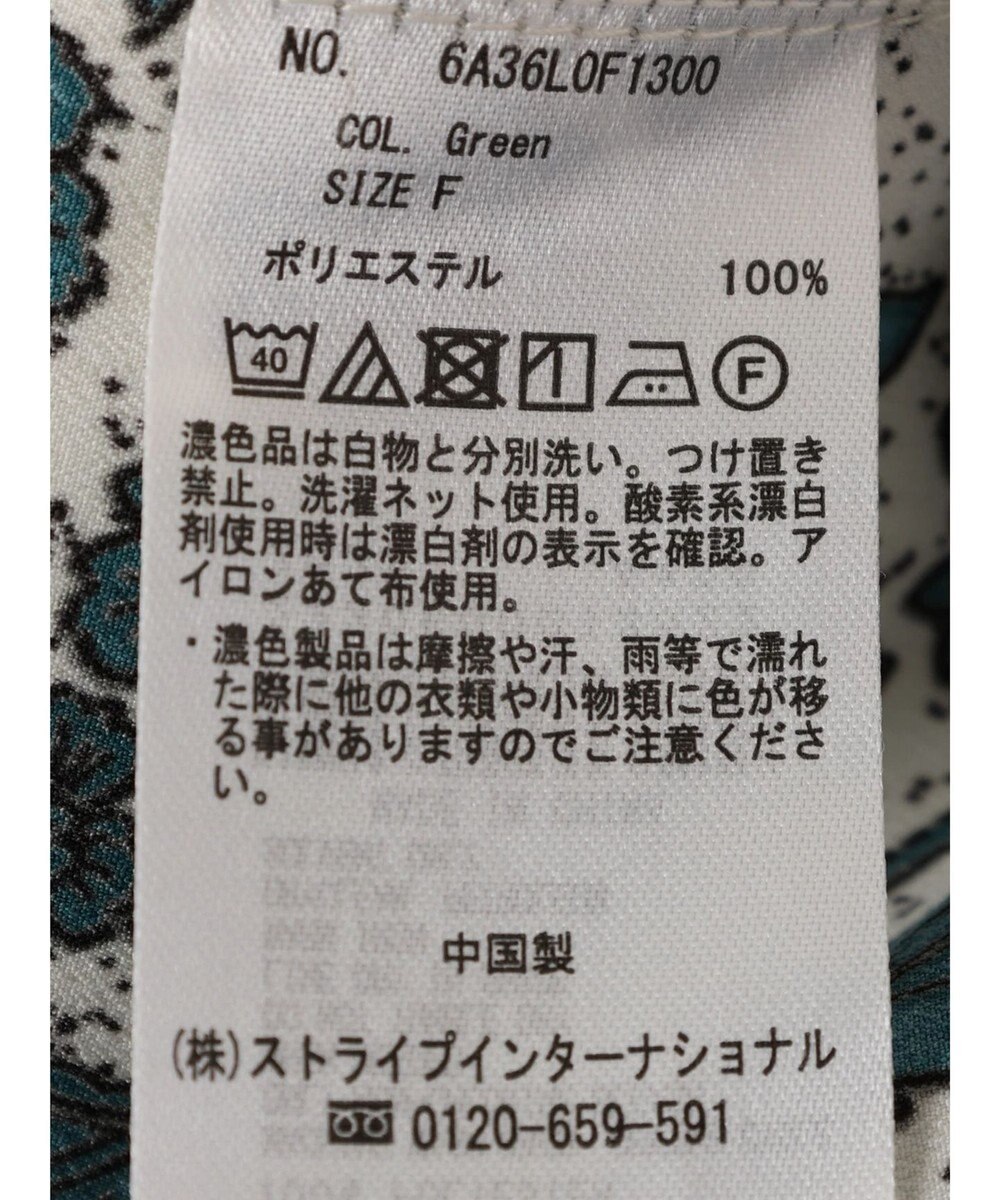 NO. 6A36L0F1300
COL. Green
SIZE F
ポリエステル 100%
40 F
濃色品は白物と分別洗い。つけ置き
禁止。洗濯ネット使用。酸素系漂白
剤使用時は漂白剤の表示を確認。ア
イロンあて布使用。
・濃色製品は摩擦や汗、雨等で濡れ
た際に他の衣類や小物類に色が移
る事がありますのでご注意くださ
い。
中国製
(株)ストライプインターナショナル
0120-659-591